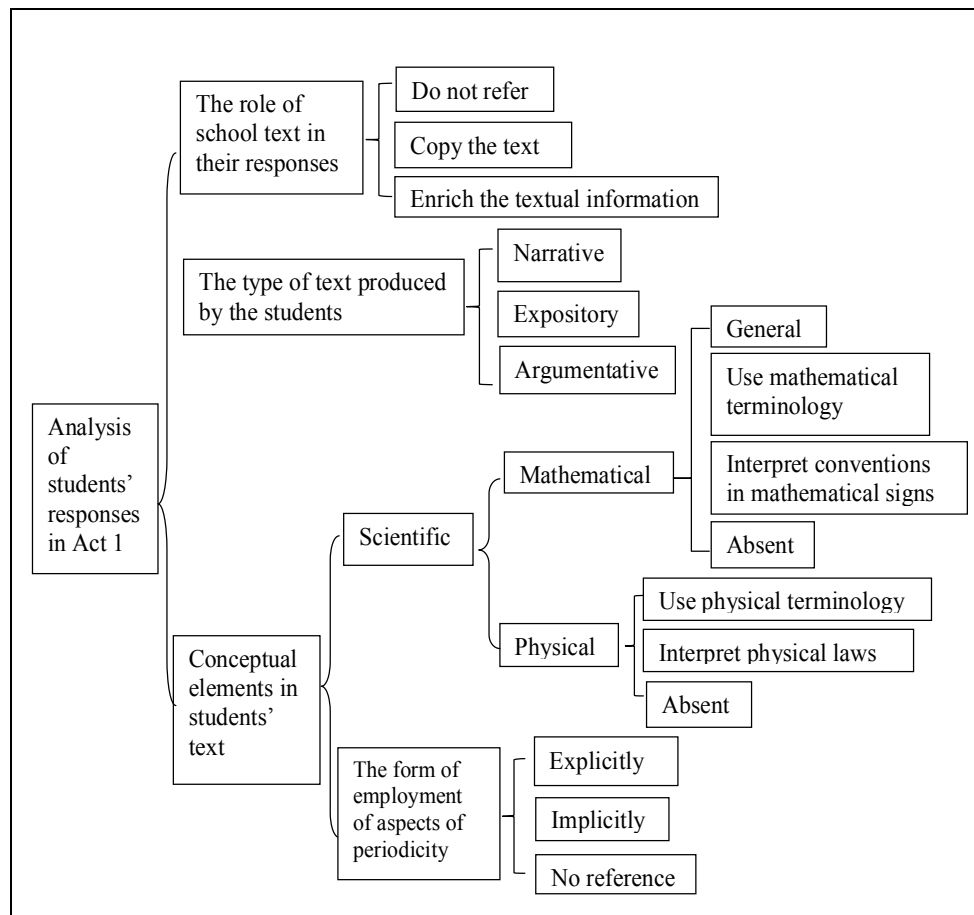 Analysis
of
students’
responses
in Act 1
The role of
school text in
their responses
Do not refer
Copy the text
Enrich the textual information
The type of text produced
by the students
Narrative
Expository
Argumentative
Conceptual
elements in
students’
text
Scientific
Mathematical
General
Use mathematical
terminology
Interpret conventions
in mathematical signs
Absent
Physical
Use physical terminology
Interpret physical laws
Absent
The form of
employment
of aspects of
periodicity
Explicitly
Implicitly
No reference